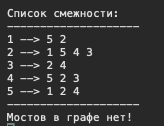 Список смежности:
--------------------
1 --> 5 2
2 --> 1 5 4 3
3 --> 2 4
4 --> 5 2 3
5 --> 1 2 4
--------------------
Мостов в графе нет!